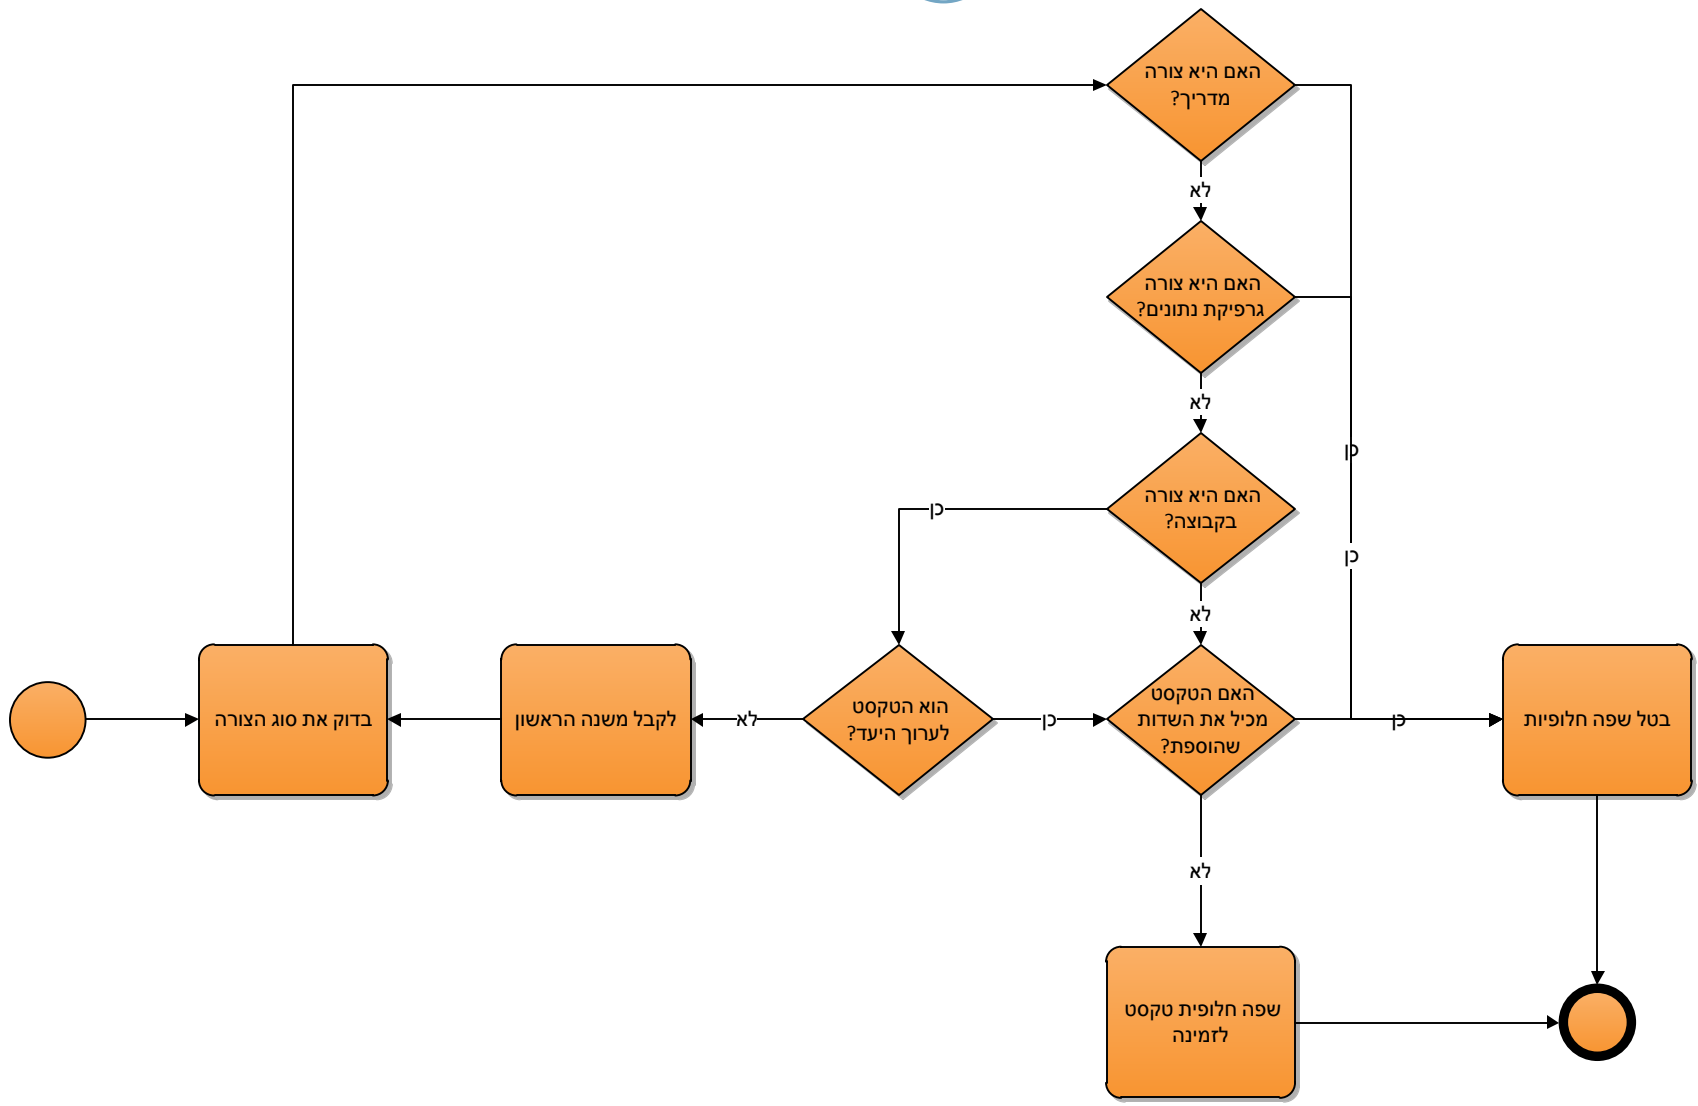 האם היא צורה
מדריך?
לא
האם היא צורה
גרפיקת נתונים?
לא
כן
האם היא צורה
בקבוצה?
כן
כן
לא
בדוק את סוג הצורה
לקבל משנה הראשון
לא
הוא הטקסט
לערוך היעד?
כן
האם הטקסט
מכיל את השדות
שהוספת?
כן
בטל שפה חלופיות
לא
שפה חלופית טקסט
לזמינה